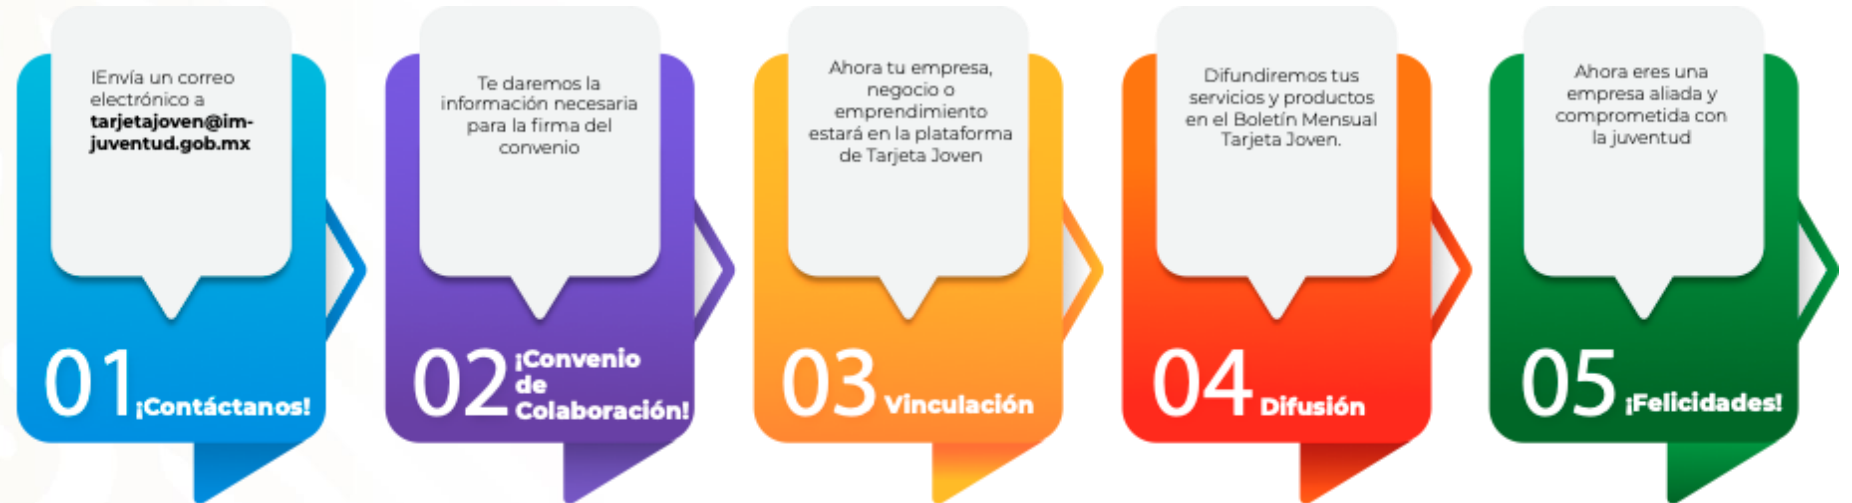 IEnvía un correo
electrónico a
tarjetajoven@im-
juventud.gob.mx
01 ¡Contáctanos!
Te daremos la
información necesaria
para la firma del
convenio
02 ¡Convenio
de
Colaboración!
Ahora tu empresa,
negocio o
emprendimiento
estará en la plataforma
de Tarjeta Joven
03 Vinculación
Difundiremos tus
servicios y productos
en el Boletín Mensual
Tarjeta Joven.
04 Difusión
Ahora eres una
empresa aliada y
comprometida con
la juventud
05 ¡Felicidades!